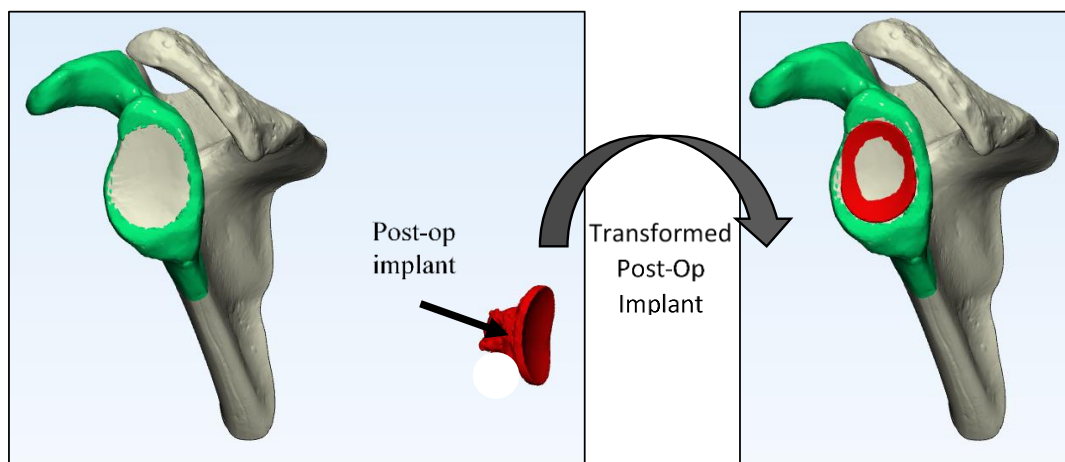 Post-op
implant
Transformed
Post-Op
Implant